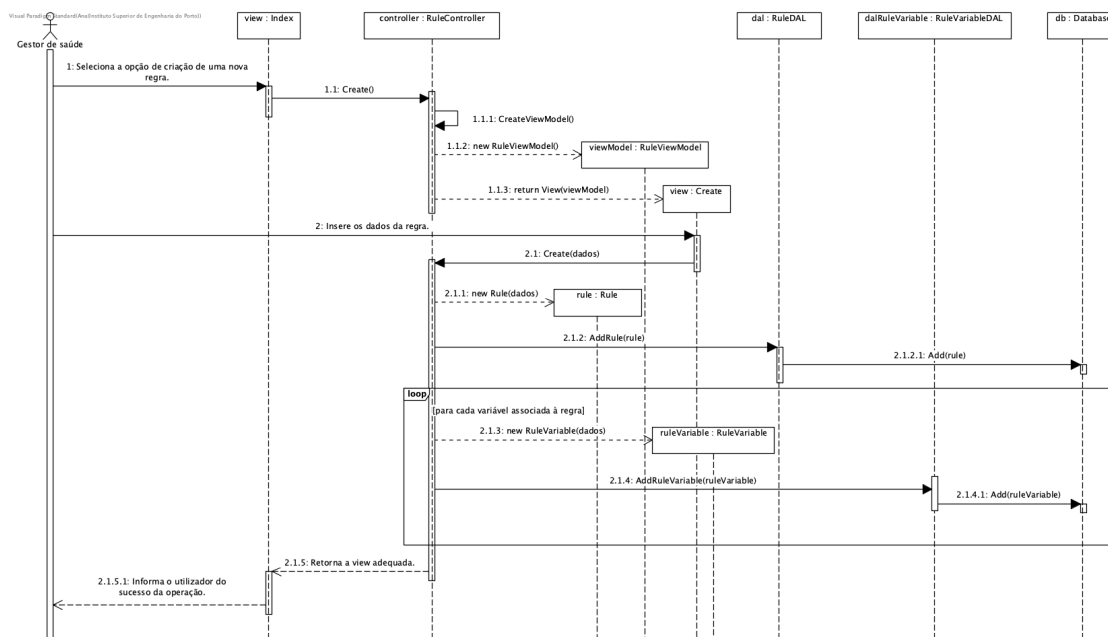 Visual Paradigm Standard(Ana(Instituto Superior de Engenharia do Porto))
view : Index
controller : RuleController
dal : RuleDAL
dalRuleVariable : RuleVariableDAL
db : Database
Gestor de saúde
1: Seleciona a opção de criação de uma nova
regra.
1.1: Create()
1.1.1: CreateViewModel()
1.1.2: new RuleViewModel()
viewModel : RuleViewModel
1.1.3: return View(viewModel)
view : Create
2: Insere os dados da regra.
2.1: Create(dados)
2.1.1: new Rule(dados)
rule : Rule
2.1.2: AddRule(rule)
2.1.2.1: Add(rule)
loop
[para cada variável associada à regra]
2.1.3: new RuleVariable(dados)
ruleVariable : RuleVariable
2.1.4: AddRuleVariable(ruleVariable)
2.1.4.1: Add(ruleVariable)
2.1.5: Retorna a view adequada.
2.1.5.1: Informa o utilizador do
sucesso da operação.